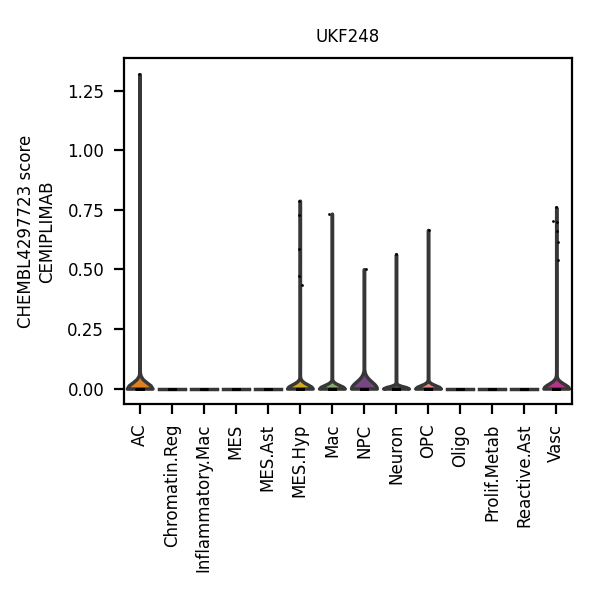 UKF248
CHEMBL4297723 score
CEMIPLIMAB
1.25
1.00
0.75
0.50
0.25
0.00
AC
Chromatin.Reg
Inflammatory.Mac
MES
MES.Ast
MES.Hyp
Mac
NPC
Neuron
OPC
Oligo
Prolif.Metab
Reactive.Ast
Vasc